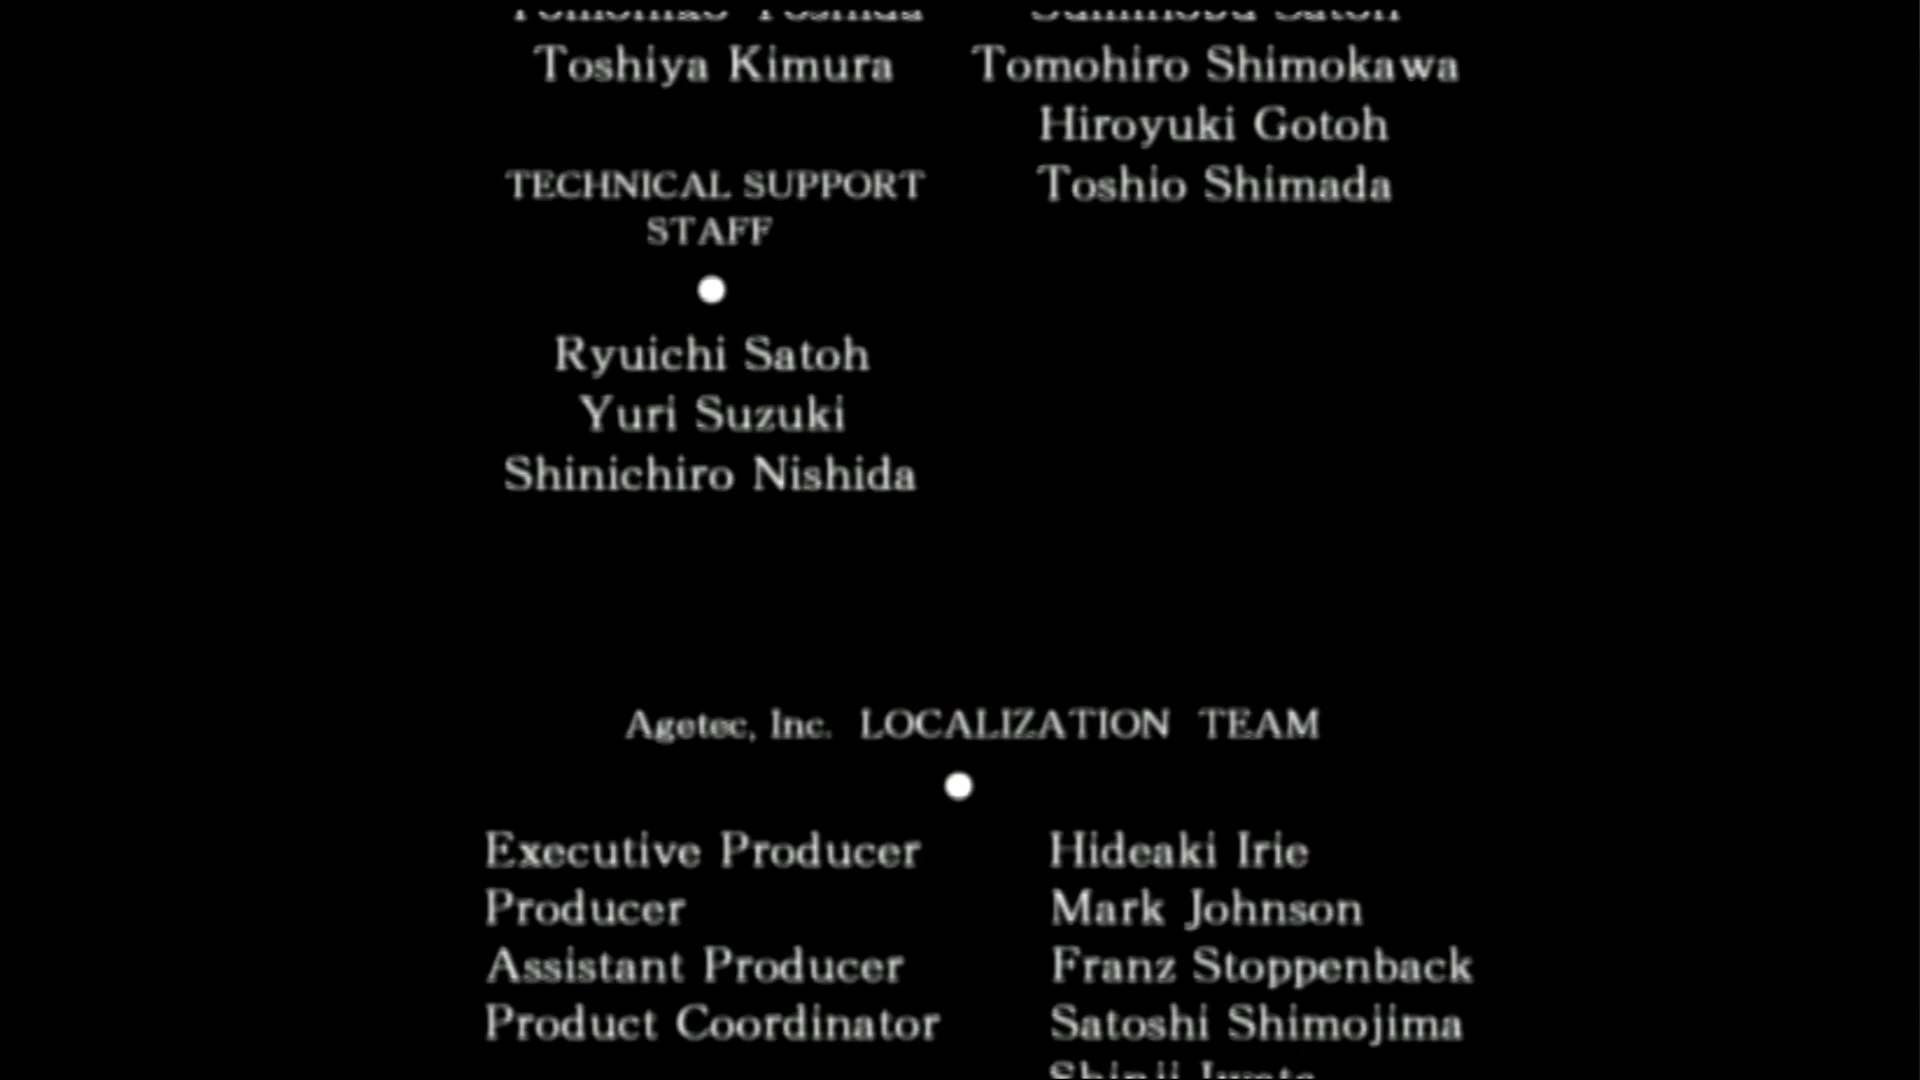 Toshiya Kimura
Tomohiro Shimokawa
Hiroyuki Gotoh
Toshio Shimada
TECHNICAL SUPPORT
STAFF
Ryuichi Satoh
Yuri Suzuki
Shinichiro Nishida
Agetec, Inc. LOCALIZATION TEAM
Executive Producer Hideaki Irie
Producer Mark Johnson
Assistant Producer Franz Stoppenback
Product Coordinator Satoshi Shimojima